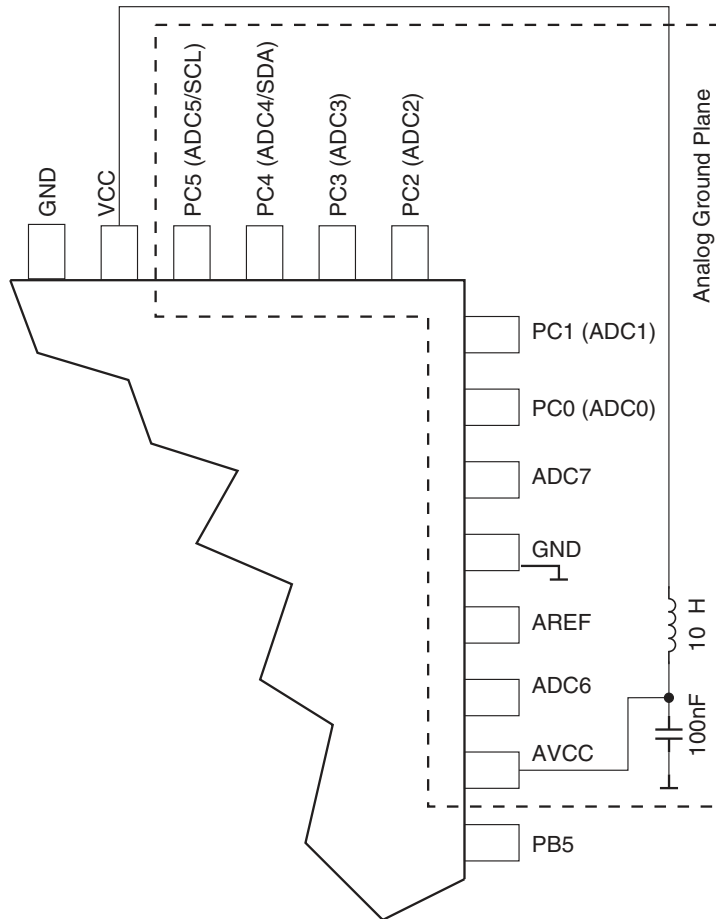 GND
VCC
PC5 (ADC5/SCL)
PC4 (ADC4/SDA)
PC3 (ADC3)
PC2 (ADC2)
Analog Ground Plane
PC1 (ADC1)
PC0 (ADC0)
ADC7
GND
AREF
10 H
ADC6
100nF
AVCC
PB5